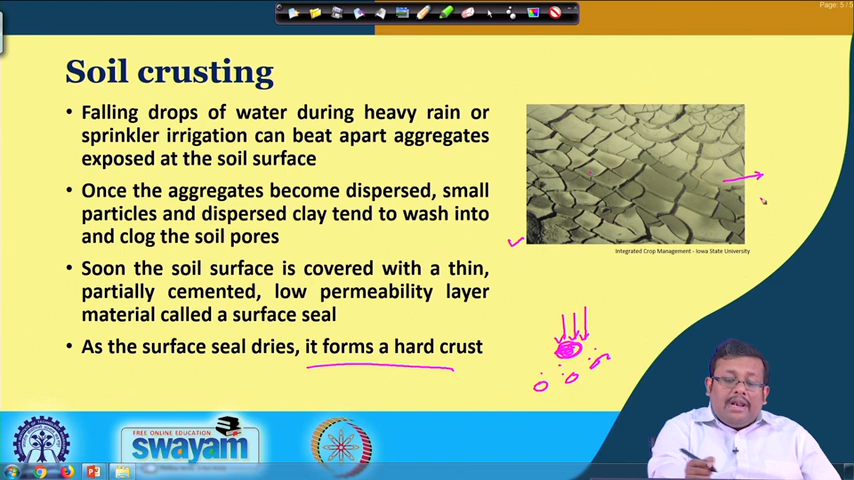 Page: 5 / 5
Soil crusting
• Falling drops of water during heavy rain or
sprinkler irrigation can beat apart aggregates
exposed at the soil surface
• Once the aggregates become dispersed, small
particles and dispersed clay tend to wash into
and clog the soil pores
• Soon the soil surface is covered with a thin,
partially cemented, low permeability layer
material called a surface seal
• As the surface seal dries, it forms a hard crust
Integrated Crop Management - Iowa State University
FREE ONLINE EDUCATION
swayam